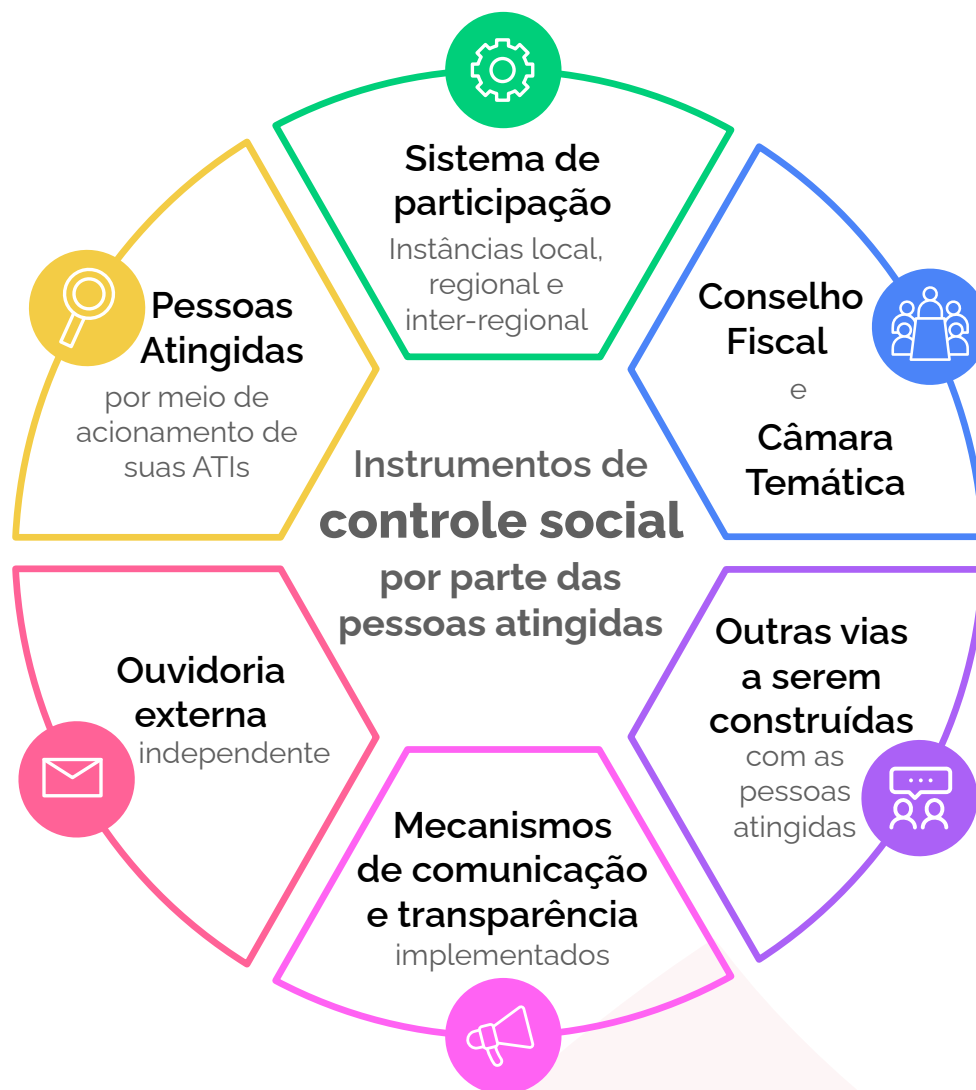 Sistema de
participação
Instâncias local,
regional e
inter-regional
Conselho
Fiscal
e
Câmara
Temática
Outras vias
a serem
construídas
com as
pessoas
atingidas
Mecanismos
de comunicação
e transparência
implementados
Ouvidoria
externa
independente
Pessoas
Atingidas
por meio de
acionamento de
suas ATIs
Instrumentos de
controle social
por parte das
pessoas atingidas